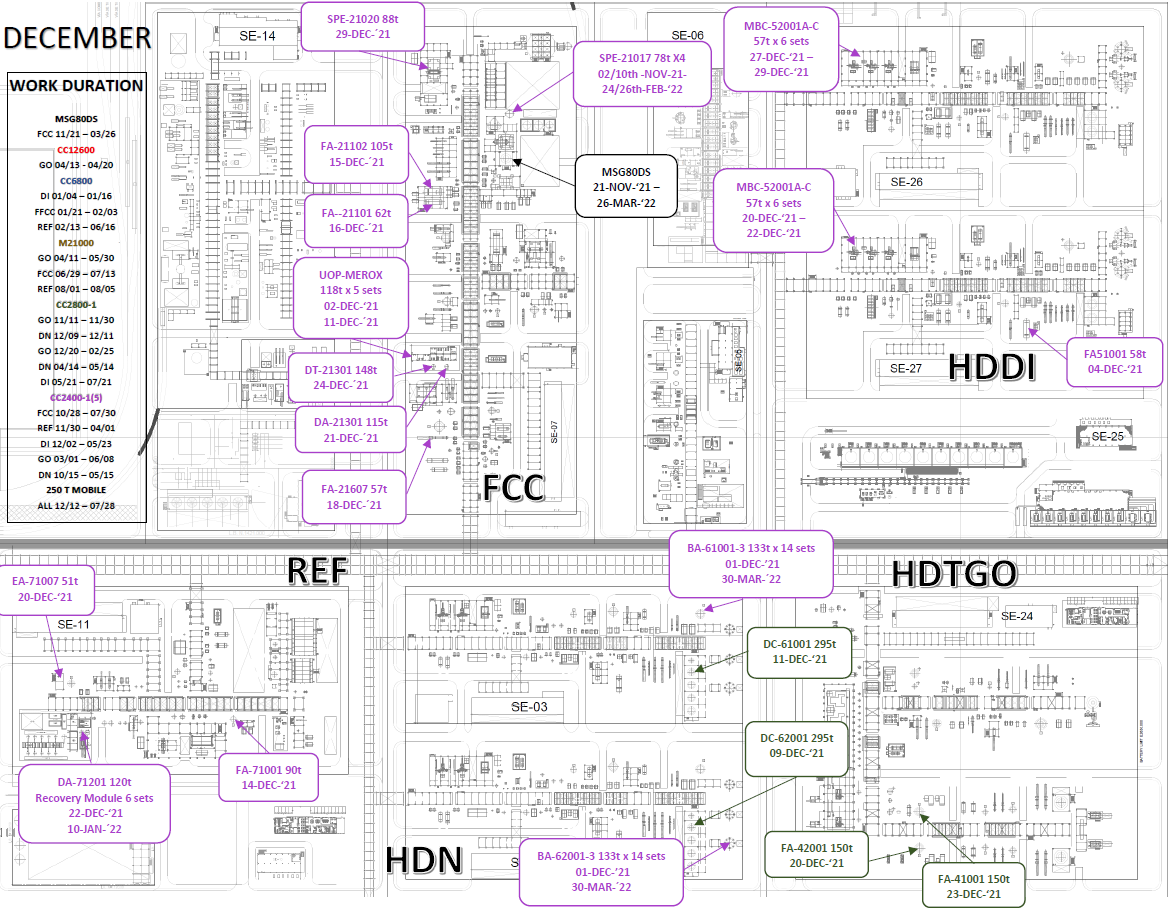 DECEMBER
WORK DURATION
MSG80DS
FCC 11/21 – 03/26
CC12600
GO 04/13 - 04/20
CC6800
DI 01/04 – 01/16
FFCC 01/21 – 02/03
REF 02/13 – 06/16
M21000
GO 04/11 – 05/30
FCC 06/29 – 07/13
REF 08/01 – 08/05
CC2800-1
GO 11/11 – 11/30
DN 12/09 – 12/11
GO 12/20 – 02/25
DN 04/14 – 05/14
DI 05/21 – 07/21
CC2400-1(5)
FCC 10/28 – 07/30
REF 11/30 – 04/01
DI 12/02 – 05/23
GO 03/01 – 06/08
DN 10/15 – 05/15
250 T MOBILE
ALL 12/12 – 07/28
SE-14
SPE-21020 88t
29-DEC-´21
SE-06
SPE-21017 78t X4
02/10th -NOV-21-
24/26th-FEB-‘22
MBC-52001A-C
57t x 6 sets
27-DEC-‘21 –
29-DEC-‘21
FA-21102 105t
15-DEC-´21
MSG80DS
21-NOV-‘21 –
26-MAR-‘22
SE-26
FA--21101 62t
16-DEC-´21
MBC-52001A-C
57t x 6 sets
20-DEC-‘21 –
22-DEC-‘21
UOP-MEROX
118t x 5 sets
02-DEC-‘21
11-DEC-´21
DT-21301 148t
24-DEC-´21
SE-05
SE-27
HDDI
FA51001 58t
04-DEC-‘21
DA-21301 115t
21-DEC-´21
SE-07
SE-25
FA-21607 57t
18-DEC-´21
FCC
REF
BA-61001-3 133t x 14 sets
01-DEC-´21
30-MAR-´22
HDTGO
EA-71007 51t
20-DEC-‘21
SE-11
SE-24
DC-61001 295t
11-DEC-´21
SE-03
DC-62001 295t
09-DEC-‘21
FA-71001 90t
14-DEC-‘21
DA-71201 120t
Recovery Module 6 sets
22-DEC-‘21
10-JAN-´22
HDN
S
BA-62001-3 133t x 14 sets
01-DEC-´21
30-MAR-´22
FA-42001 150t
20-DEC-‘21
FA-41001 150t
23-DEC-‘21